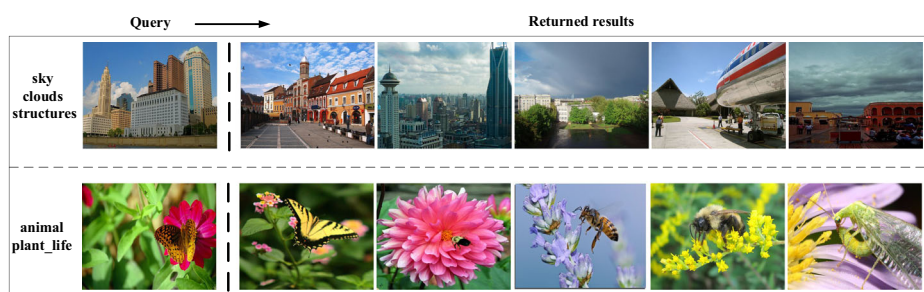 Query
Returned results
sky
clouds
structures
animal
plant_life